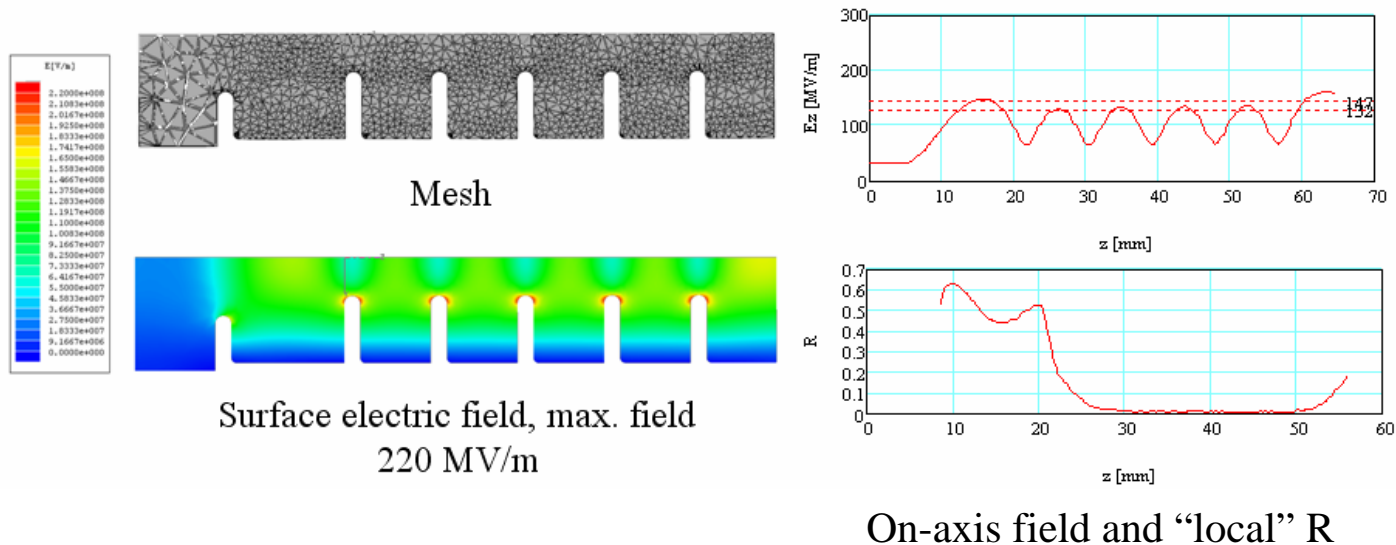 E[V/m]
2.2000e+008
2.1083e+008
2.0167e+008
1.9250e+008
1.8333e+008
1.7417e+008
1.6500e+008
1.5583e+008
1.4667e+008
1.3750e+008
1.2833e+008
1.1917e+008
1.1000e+008
1.0083e+008
9.1667e+007
8.2500e+007
7.3333e+007
6.4167e+007
5.5000e+007
4.5833e+007
3.6667e+007
2.7500e+007
1.8333e+007
9.1667e+006
0.0000e+000
Mesh
Surface electric field, max. field
220 MV/m
Ez [MV/m]
300
200
100
0
0 10 20 30 40 50 60 70
z [mm]
R
0.7
0.6
0.5
0.4
0.3
0.2
0.1
0
0 10 20 30 40 50 60
z [mm]
On-axis field and “local” R